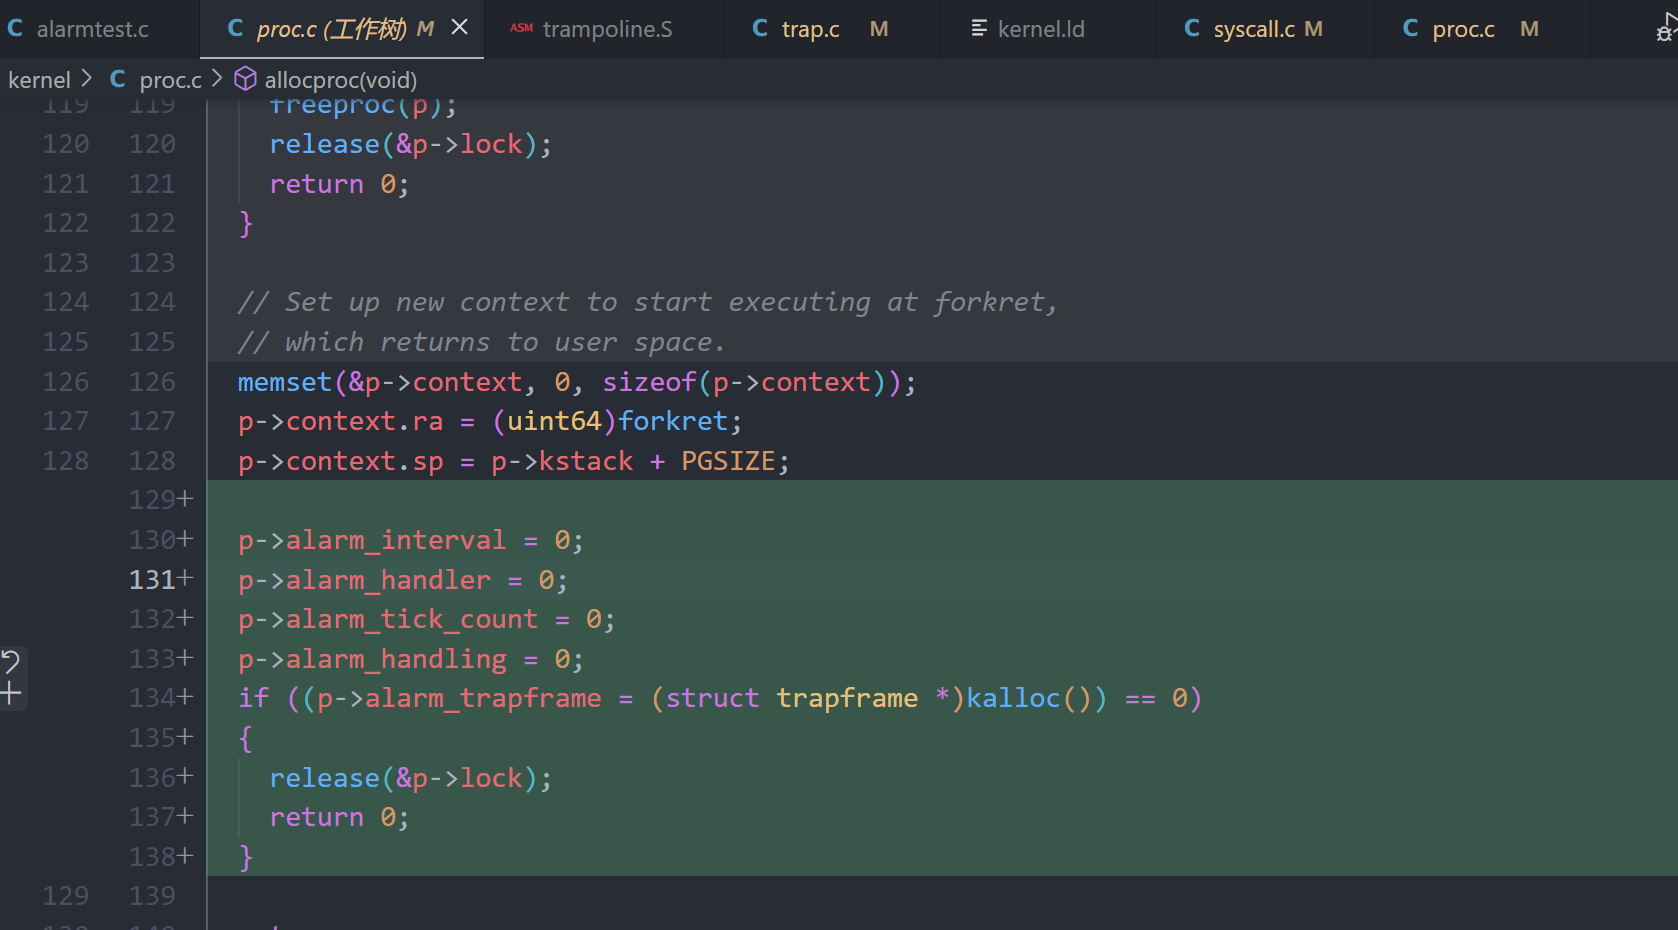 C alarmtest.c C proc.c (工作树) M ASM trampoline.S C trap.c M kernel.ld C syscall.c M C proc.c M
kernel > C proc.c > allocproc(void)
119 119 freeproc(p);
120 120 release(&p->lock);
121 121 return 0;
122 122 }
123 123
124 124 // Set up new context to start executing at forkret,
125 125 // which returns to user space.
126 126 memset(&p->context, 0, sizeof(p->context));
127 127 p->context.ra = (uint64)forkret;
128 128 p->context.sp = p->kstack + PGSIZE;
129+
130+ p->alarm_interval = 0;
131+ p->alarm_handler = 0;
132+ p->alarm_tick_count = 0;
133+ p->alarm_handling = 0;
134+ if ((p->alarm_trapframe = (struct trapframe *)kalloc()) == 0)
135+ {
136+ release(&p->lock);
137+ return 0;
138+ }
129 139